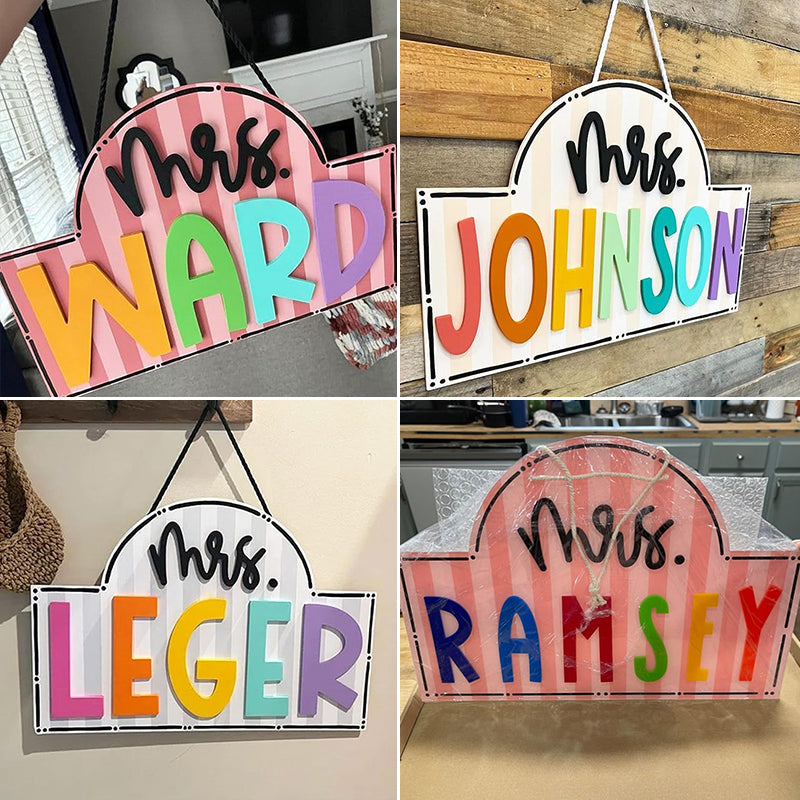 mrs.
WARD
mrs.
JOHNSON
mrs.
LEGER
mrs.
RAMSEY